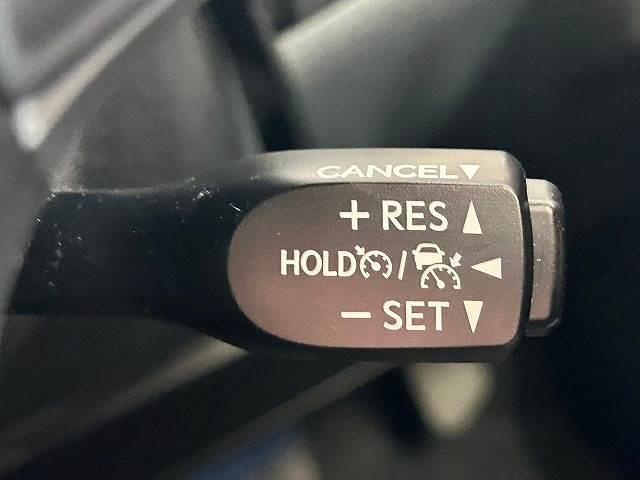 CANCEL▼
+ RES ▲
HOLD / ◀
− SET ▼